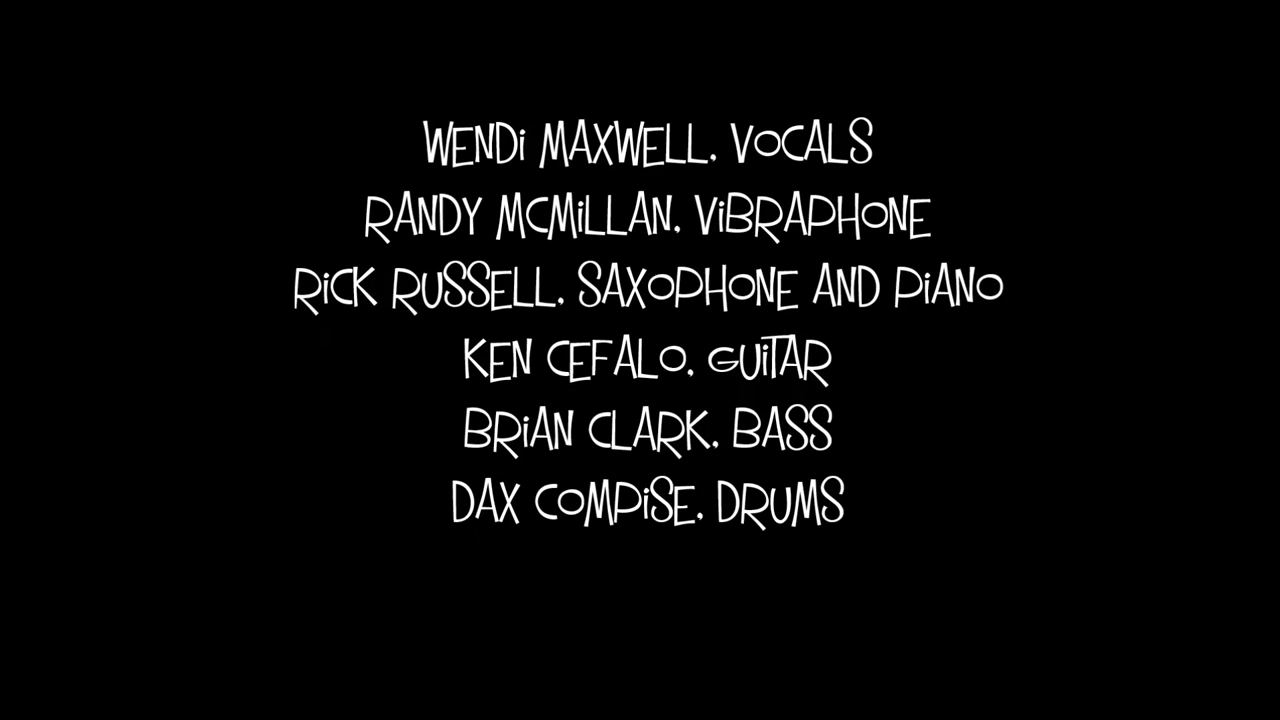 WENDi MAXWELL, VOCALS
RANDY MCMiLLAN, ViBRAPHONE
RiCK RUSSELL, SAXOPHONE AND PiANO
KEN CEFALO, GUiTAR
BRiAN CLARK, BASS
DAX COMPiSE, DRUMS